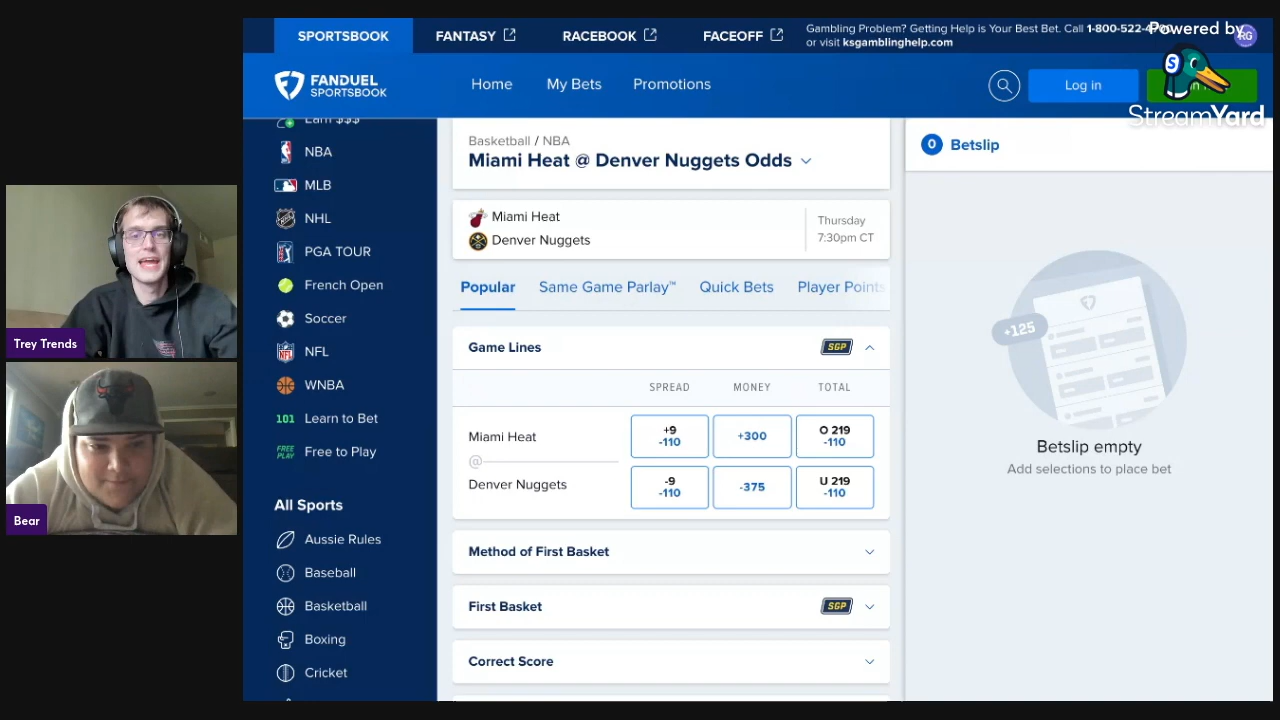 SPORTSBOOK
FANTASY
RACEBOOK
FACEOFF
Gambling Problem? Getting Help is Your Best Bet. Call 1-800-522-
or visit ksgamblinghelp.com
Powered by
StreamYard
FANDUEL
SPORTSBOOK
Home
My Bets
Promotions
Log in
Earn $$$
NBA
MLB
NHL
PGA TOUR
French Open
Soccer
NFL
WNBA
101 Learn to Bet
FREE PLAY Free to Play
All Sports
Aussie Rules
Baseball
Basketball
Boxing
Cricket
Basketball / NBA
Miami Heat @ Denver Nuggets Odds
Miami Heat
Denver Nuggets
Thursday
7:30pm CT
Popular
Same Game Parlay™
Quick Bets
Player Points
Game Lines
SGP
SPREAD
MONEY
TOTAL
Miami Heat
+9
-110
+300
O 219
-110
@
Denver Nuggets
-9
-110
-375
U 219
-110
Method of First Basket
First Basket
SGP
Correct Score
0 Betslip
+125
Betslip empty
Add selections to place bet
Trey Trends
Bear